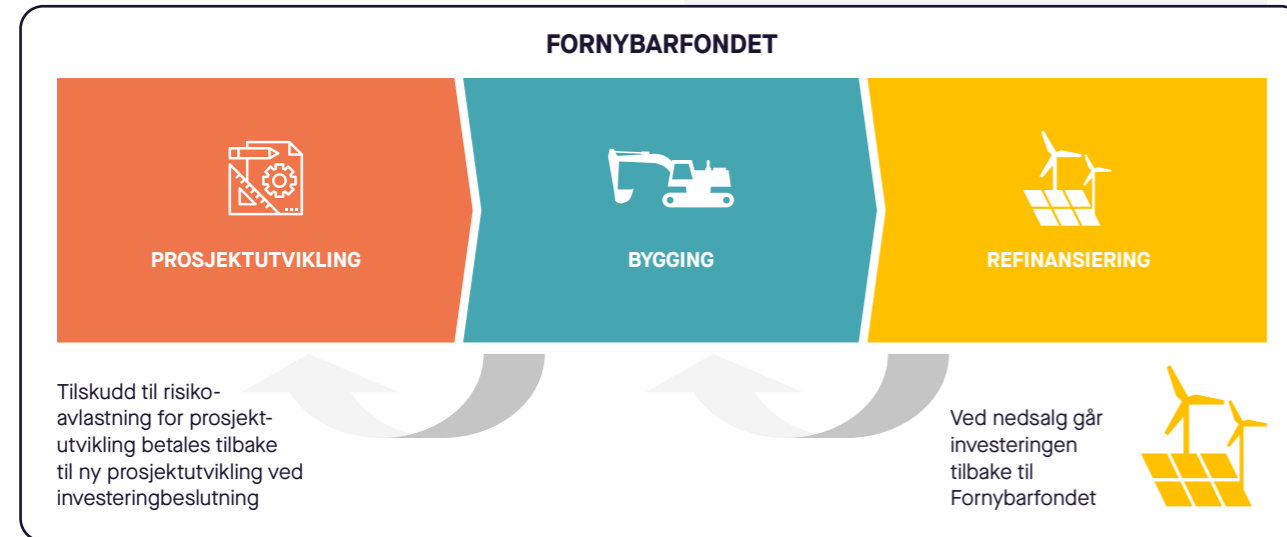 FORNYBARFONDET
PROSJEKTUTVIKLING
BYGGING
REFINANSIERING
Tilskudd til risiko-
avlastning for prosjekt-
utvikling betales tilbake
til ny prosjektutvikling ved
investeringbeslutning
Ved nedsalg går
investeringen
tilbake til
Fornybarfondet